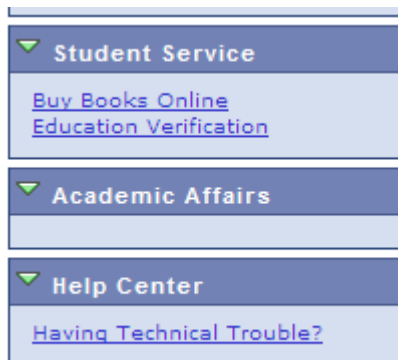 Student Service
Buy Books Online
Education Verification
Academic Affairs
Help Center
Having Technical Trouble?